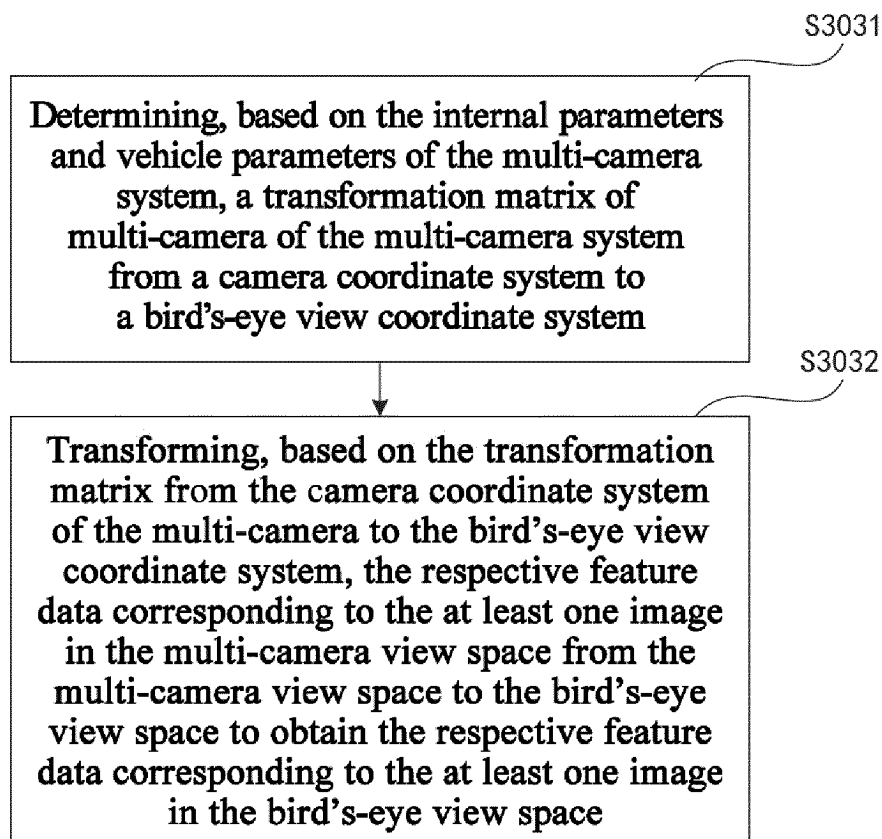 S3031
Determining, based on the internal parameters
and vehicle parameters of the multi-camera
system, a transformation matrix of
multi-camera of the multi-camera system
from a camera coordinate system to
a bird's-eye view coordinate system
S3032
Transforming, based on the transformation
matrix from the camera coordinate system
of the multi-camera to the bird's-eye view
coordinate system, the respective feature
data corresponding to the at least one image
in the multi-camera view space from the
multi-camera view space to the bird's-eye
view space to obtain the respective feature
data corresponding to the at least one image
in the bird's-eye view space